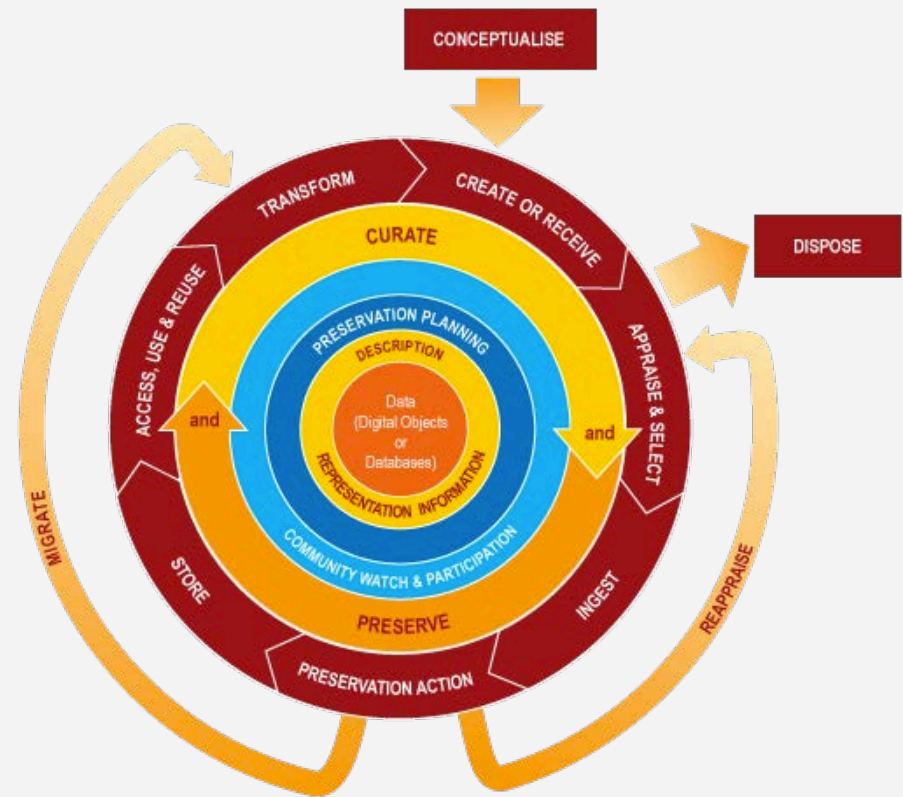 CONCEPTUALISE
DISPOSE
CREATE OR RECEIVE
APPRAISE & SELECT
INGEST
PRESERVATION ACTION
STORE
ACCESS, USE & REUSE
TRANSFORM
MIGRATE
REAPPRAISE
CURATE
and
PRESERVE
and
COMMUNITY WATCH & PARTICIPATION
PRESERVATION PLANNING
DESCRIPTION
REPRESENTATION INFORMATION
Data
(Digital Objects
or
Databases)